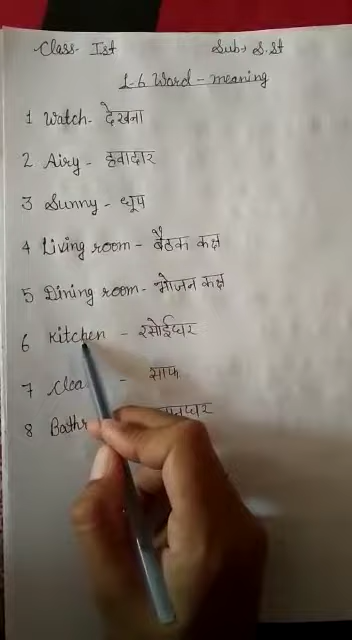 Class- Ist Sub- S.St
1-6 Word-meaning
1 Watch- देखना
2 Airy - हवादार
3 Sunny - धूप
4 Living room - बैठक कक्ष
5 Dining room - भोजन कक्ष
6 Kitchen - रसोईघर
7 - साफ
8